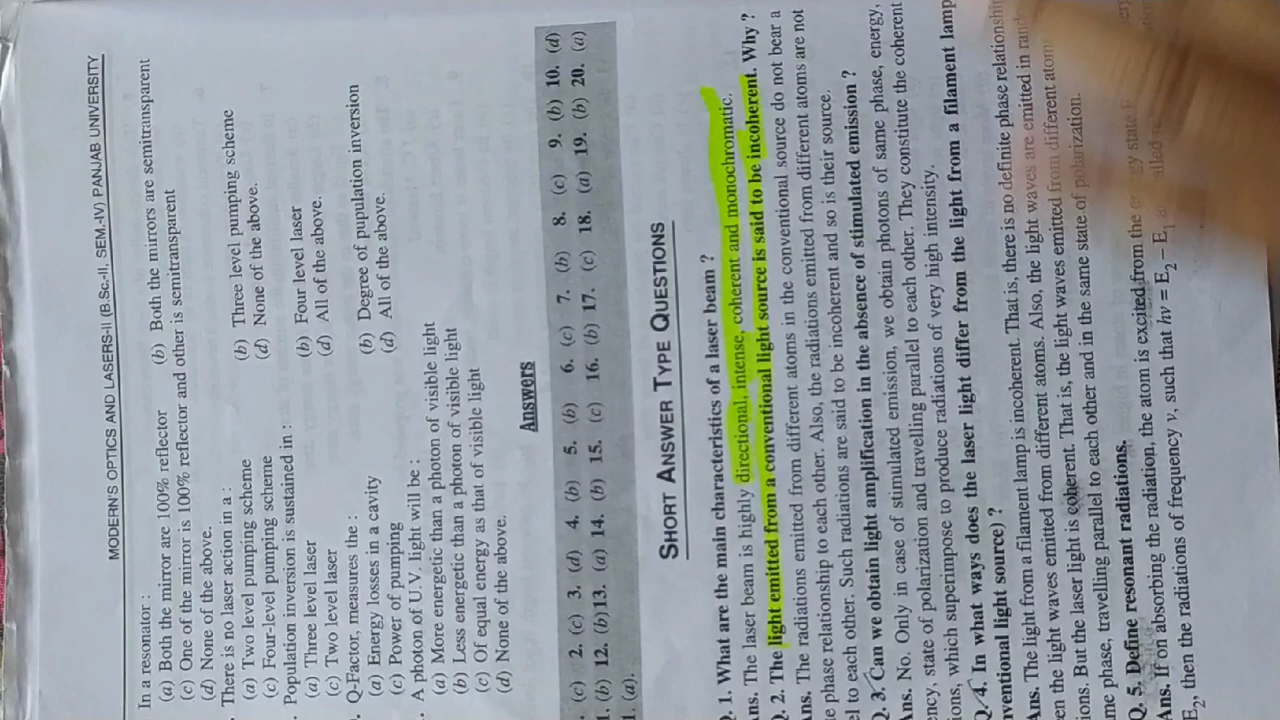 MODERN OPTICS AND LASERS-II (B.Sc.-II, SEM.-IV) PANJAB UNIVERSITY
In a resonator :
(a) Both the mirror are 100% reflector (b) Both the mirrors are semitransparent
(c) One of the mirror is 100% reflector and other is semitransparent
(d) None of the above.
. There is no laser action in a :
(a) Two level pumping scheme (b) Three level pumping scheme
(c) Four-level pumping scheme (d) None of the above.
. Population inversion is sustained in :
(a) Three level laser (b) Four level laser
(c) Two level laser (d) All of the above.
. Q-Factor, measures the :
(a) Energy losses in a cavity (b) Degree of pupulation inversion
(c) Power of pumping (d) All of the above.
. A photon of U.V. light will be :
(a) More energetic than a photon of visible light
(b) Less energetic than a photon of visible light
(c) Of equal energy as that of visible light
(d) None of the above.
Answers
. (c) 2. (c) 3. (d) 4. (b) 5. (b) 6. (c) 7. (b) 8. (c) 9. (b) 10. (d)
1. (b) 12. (b) 13. (a) 14. (b) 15. (c) 16. (b) 17. (c) 18. (a) 19. (b) 20. (a)
1. (a).
SHORT ANSWER TYPE QUESTIONS
Q. 1. What are the main characteristics of a laser beam ?
ns. The laser beam is highly directional, intense, coherent and monochromatic.
Q. 2. The light emitted from a conventional light source is said to be incoherent. Why ?
ns. The radiations emitted from different atoms in the conventional source do not bear a
e phase relationship to each other. Also, the radiations emitted from different atoms are not
el to each other. Such radiations are said to be incoherent and so is their source.
Q. 3. Can we obtain light amplification in the absence of stimulated emission ?
Ans. No. Only in case of stimulated emission, we obtain photons of same phase, energy,
ency, state of polarization and travelling parallel to each other. They constitute the coherent
ions, which superimpose to produce radiations of very high intensity.
Q. 4. In what ways does the laser light differ from the light from a filament lamp
nventional light source) ?
Ans. The light from a filament lamp is incoherent. That is, there is no definite phase relationship
en the light waves emitted from different atoms. Also, the light waves are emitted in rand
ions. But the laser light is coherent. That is, the light waves emitted from different atom
me phase, travelling parallel to each other and in the same state of polarization.
Q. 5. Define resonant radiations.
Ans. If on absorbing the radiation, the atom is excited from the energy state
E₂, then the radiations of frequency ν, such that hν = E₂ − E₁